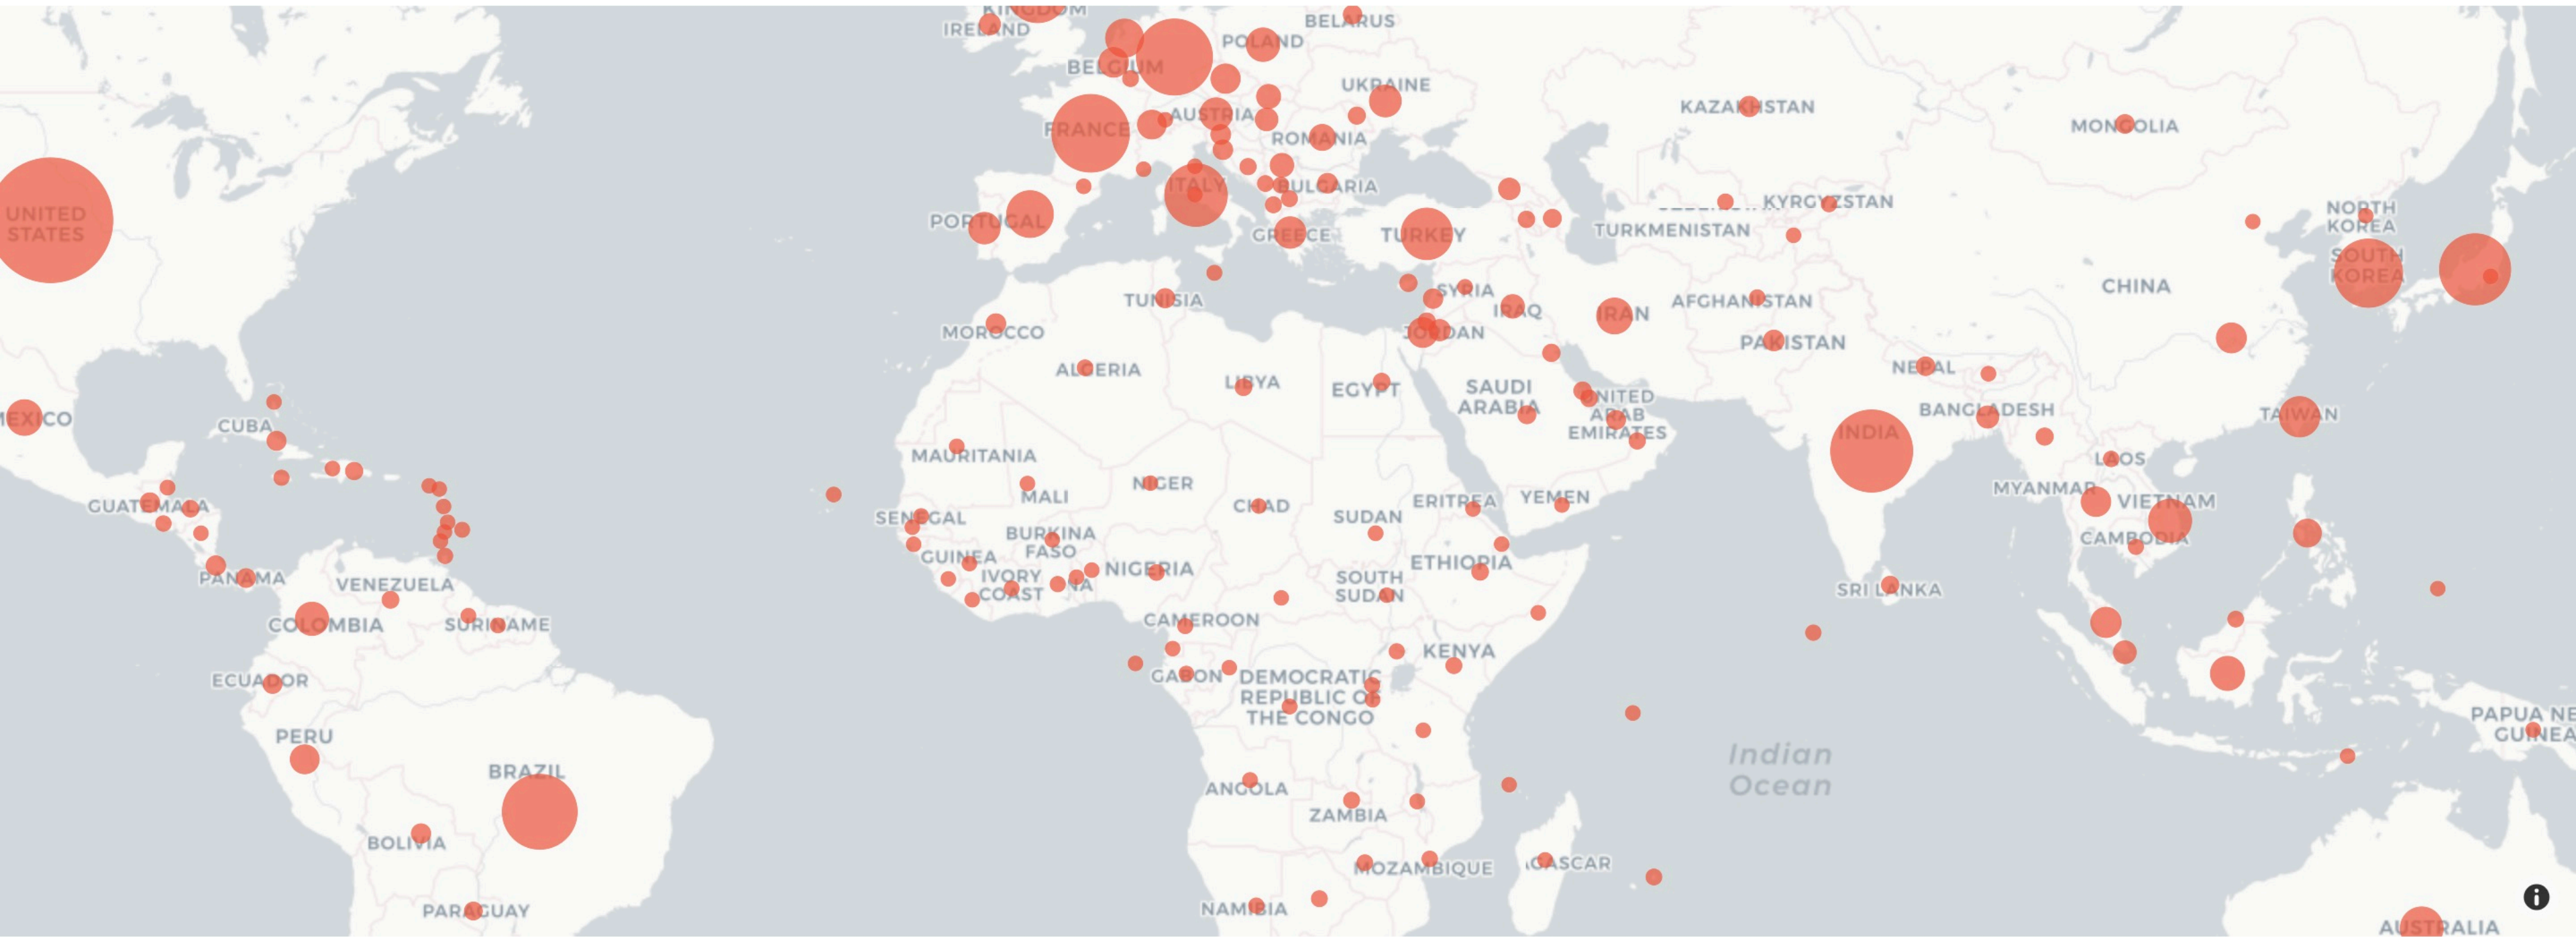 KINGDOM
IRELAND
BELARUS
POLAND
BELGIUM
UKRAINE
KAZAKHSTAN
FRANCE
AUSTRIA
ROMANIA
MONGOLIA
ITALY
BULGARIA
KYRGYZSTAN
UNITED
STATES
PORTUGAL
GREECE
TURKEY
TURKMENISTAN
NORTH
KOREA
SOUTH
KOREA
CHINA
TUNISIA
SYRIA
IRAQ
IRAN
AFGHANISTAN
MOROCCO
JORDAN
PAKISTAN
ALGERIA
LIBYA
EGYPT
NEPAL
SAUDI
ARABIA
UNITED
ARAB
EMIRATES
MEXICO
CUBA
BANGLADESH
TAIWAN
INDIA
MAURITANIA
LAOS
MALI
NIGER
CHAD
SUDAN
ERITREA
YEMEN
MYANMAR
VIETNAM
GUATEMALA
SENEGAL
BURKINA
FASO
CAMBODIA
GUINEA
IVORY
COAST
NA
NIGERIA
SOUTH
SUDAN
ETHIOPIA
PANAMA
VENEZUELA
SRI LANKA
COLOMBIA
SURINAME
CAMEROON
KENYA
ECUADOR
GABON
DEMOCRATIC
REPUBLIC OF
THE CONGO
PERU
PAPUA NE
GUINEA
Indian
Ocean
BRAZIL
ANGOLA
ZAMBIA
BOLIVIA
MOZAMBIQUE
GASCAR
PARAGUAY
NAMIBIA
AUSTRALIA